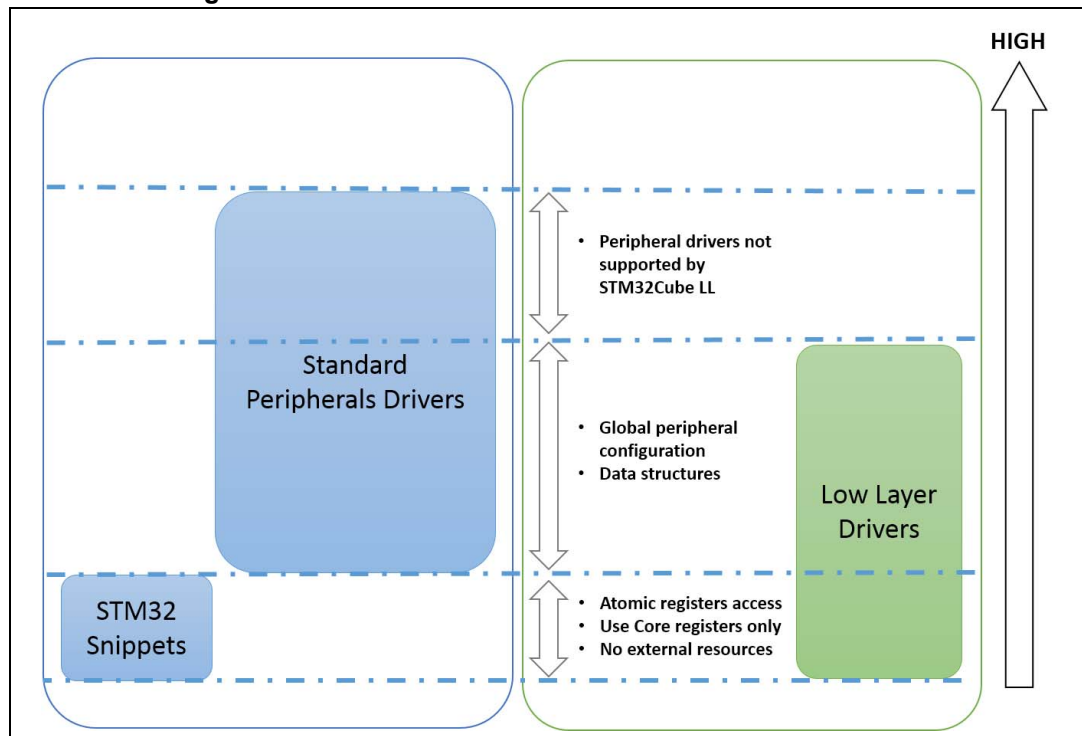 HIGH
• Peripheral drivers not
supported by
STM32Cube LL
Standard
Peripherals Drivers
• Global peripheral
configuration
• Data structures
Low Layer
Drivers
STM32
Snippets
• Atomic registers access
• Use Core registers only
• No external resources